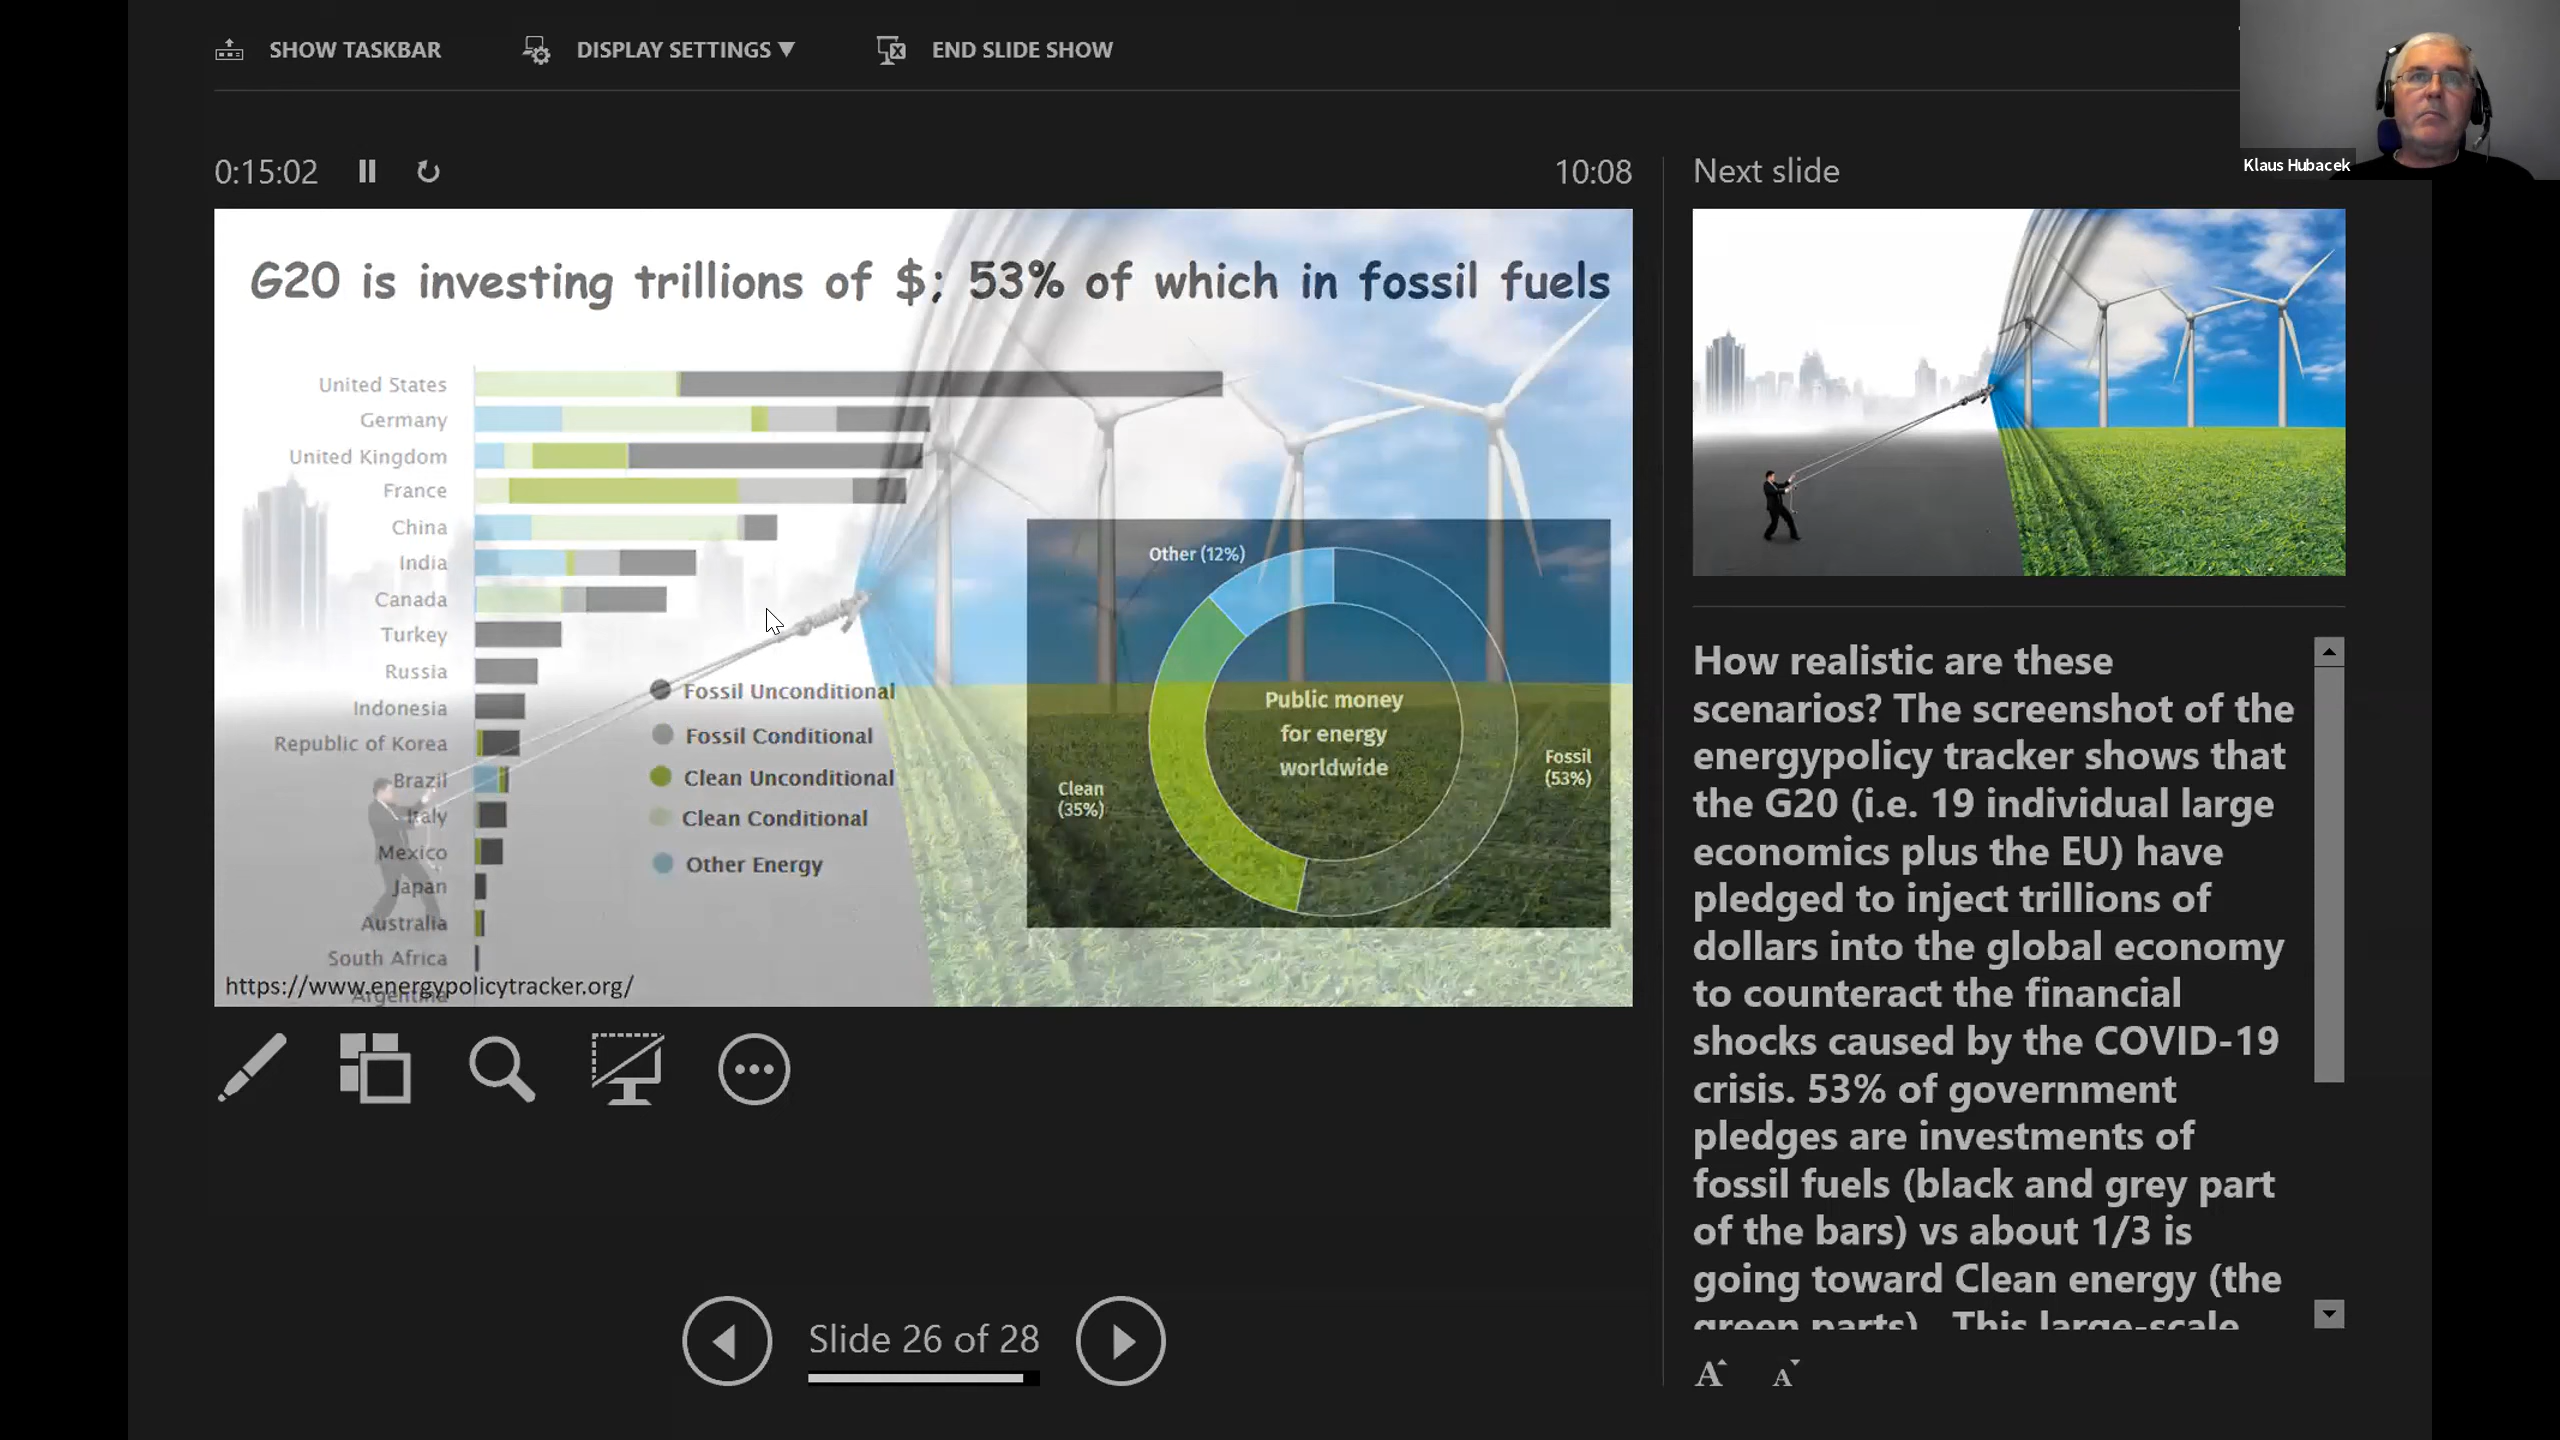 SHOW TASKBAR
DISPLAY SETTINGS ▼
END SLIDE SHOW
Klaus Hubacek
0:15:02
10:08
Next slide
G20 is investing trillions of $; 53% of which in fossil fuels
United States
Germany
United Kingdom
France
China
India
Canada
Turkey
Russia
Indonesia
Republic of Korea
Brazil
Italy
Mexico
Japan
Australia
South Africa
Argentina
https://www.energypolicytracker.org/
Fossil Unconditional
Fossil Conditional
Clean Unconditional
Clean Conditional
Other Energy
Other (12%)
Public money
for energy
worldwide
Fossil
(53%)
Clean
(35%)
How realistic are these
scenarios? The screenshot of the
energypolicy tracker shows that
the G20 (i.e. 19 individual large
economics plus the EU) have
pledged to inject trillions of
dollars into the global economy
to counteract the financial
shocks caused by the COVID-19
crisis. 53% of government
pledges are investments of
fossil fuels (black and grey part
of the bars) vs about 1/3 is
going toward Clean energy (the
green parts). This large-scale
Slide 26 of 28
A A